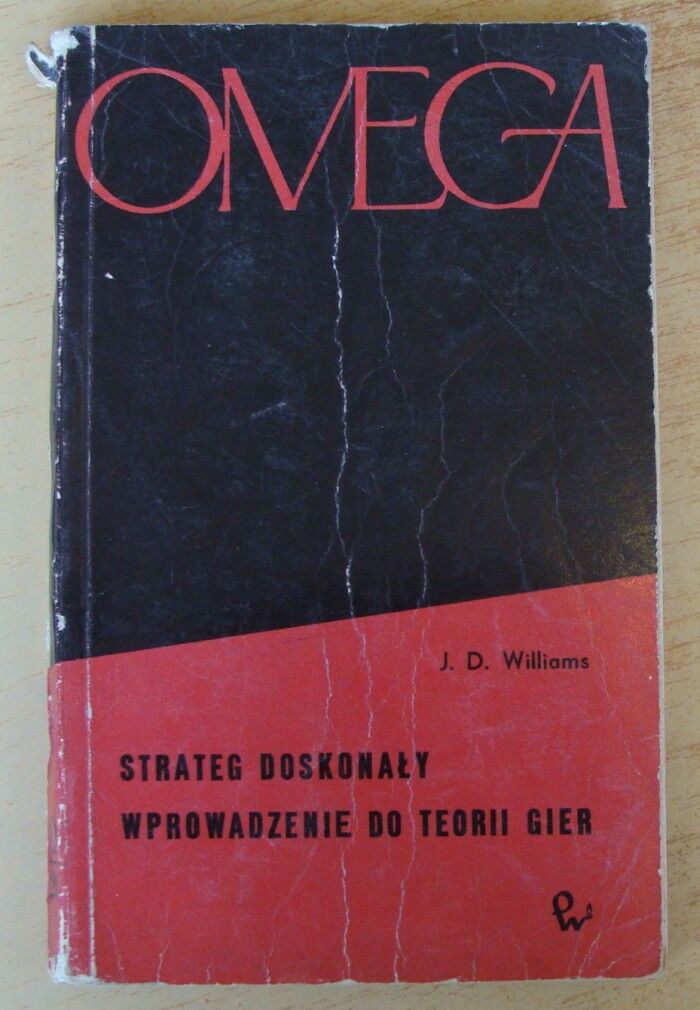 OMEGA
J. D. Williams
STRATEG DOSKONAŁY
WPROWADZENIE DO TEORII GIER